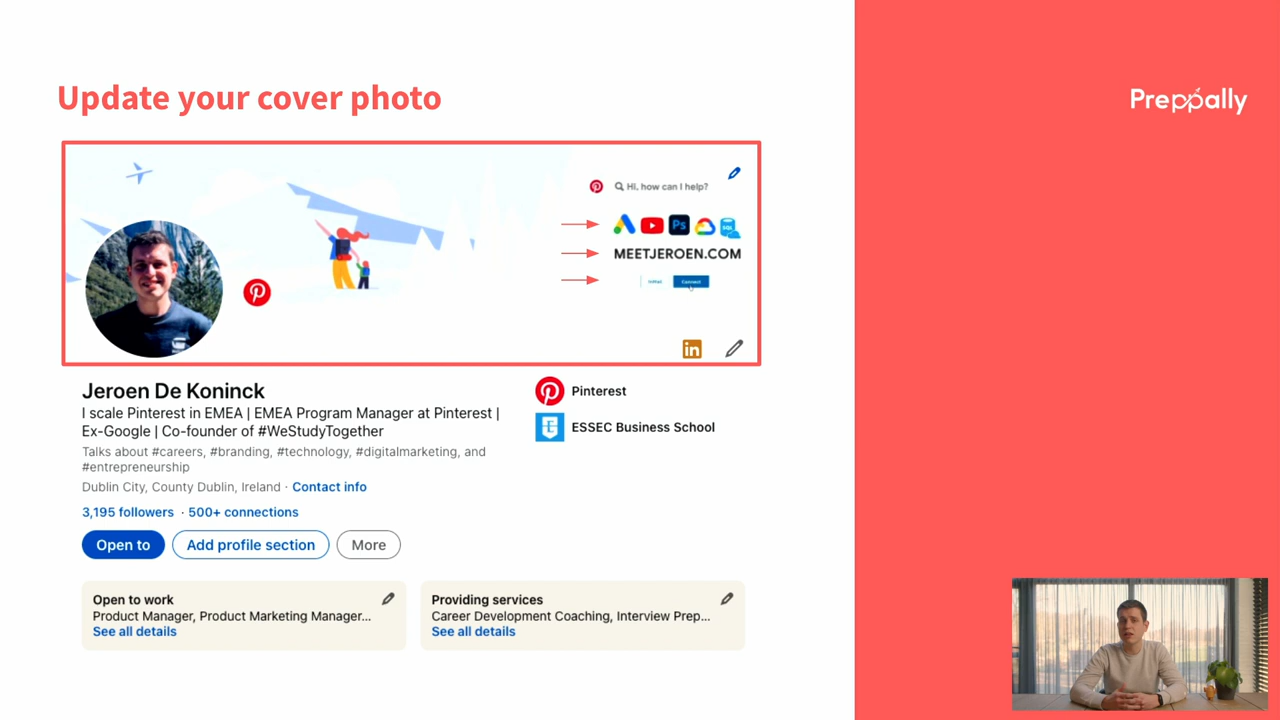 Update your cover photo
Preppally
Hi, how can I help?
Ps
MEETJEROEN.COM
Connect
in
Jeroen De Koninck
I scale Pinterest in EMEA | EMEA Program Manager at Pinterest |
Ex-Google | Co-founder of #WeStudyTogether
Talks about #careers, #branding, #technology, #digitalmarketing, and
#entrepreneurship
Dublin City, County Dublin, Ireland · Contact info
3,195 followers · 500+ connections
Open to
Add profile section
More
Pinterest
ESSEC Business School
Open to work
Product Manager, Product Marketing Manager...
See all details
Providing services
Career Development Coaching, Interview Prep...
See all details